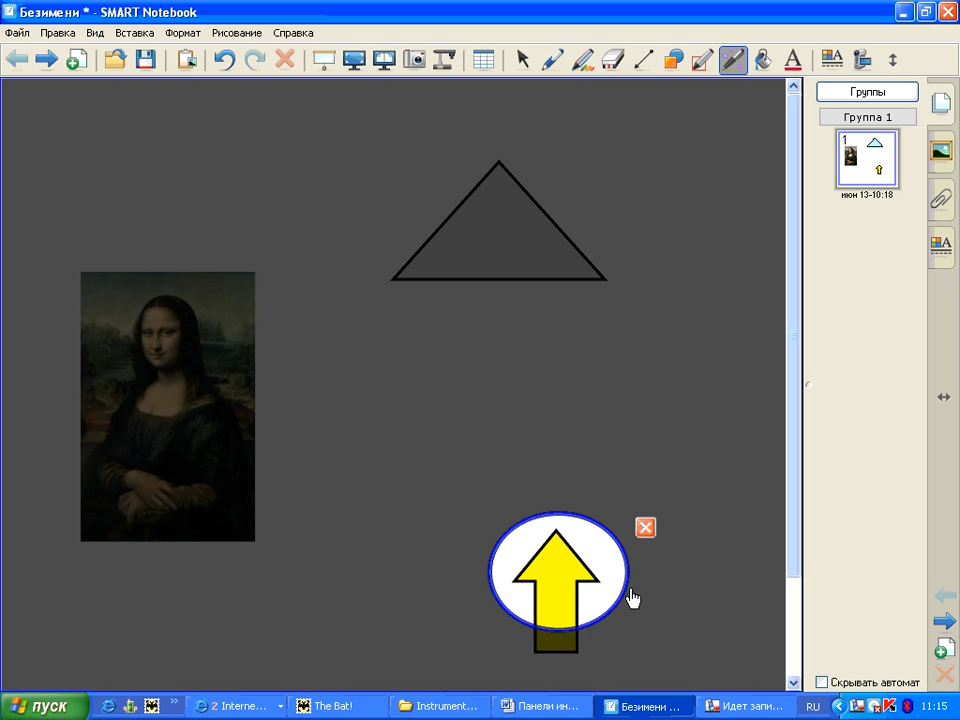 Безимени * - SMART Notebook
Файл Правка Вид Вставка Формат Рисование Справка
Группы
Группа 1
1
июн 13-10:18
Скрывать автомат
пуск
2 Interne...
The Bat!
Instrument...
Панели ин...
Безимени ...
Идет запи...
RU
11:15